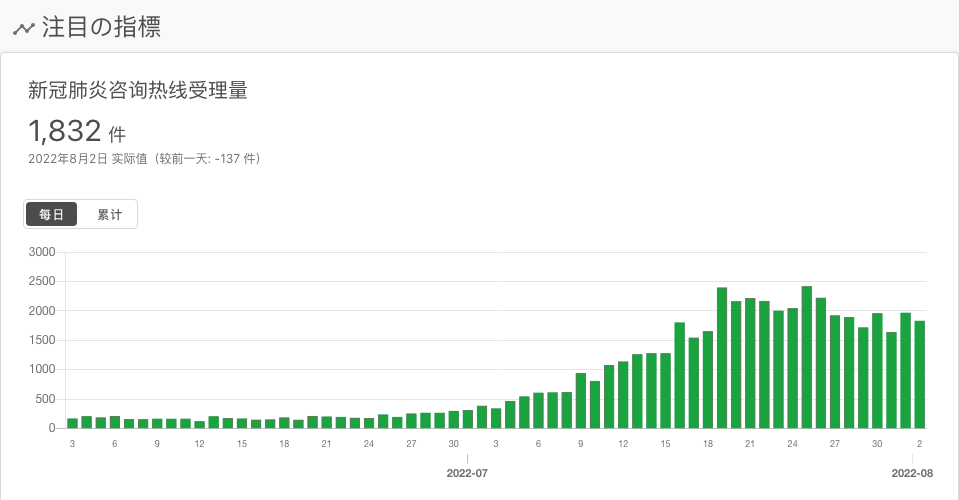 注目の指標
新冠肺炎咨询热线受理量
1,832 件
2022年8月2日 实际值（较前一天: -137 件）
每日 累计
3000
2500
2000
1500
1000
500
0
3 6 9 12 15 18 21 24 27 30 3 6 9 12 15 18 21 24 27 30 2
2022-07 2022-08